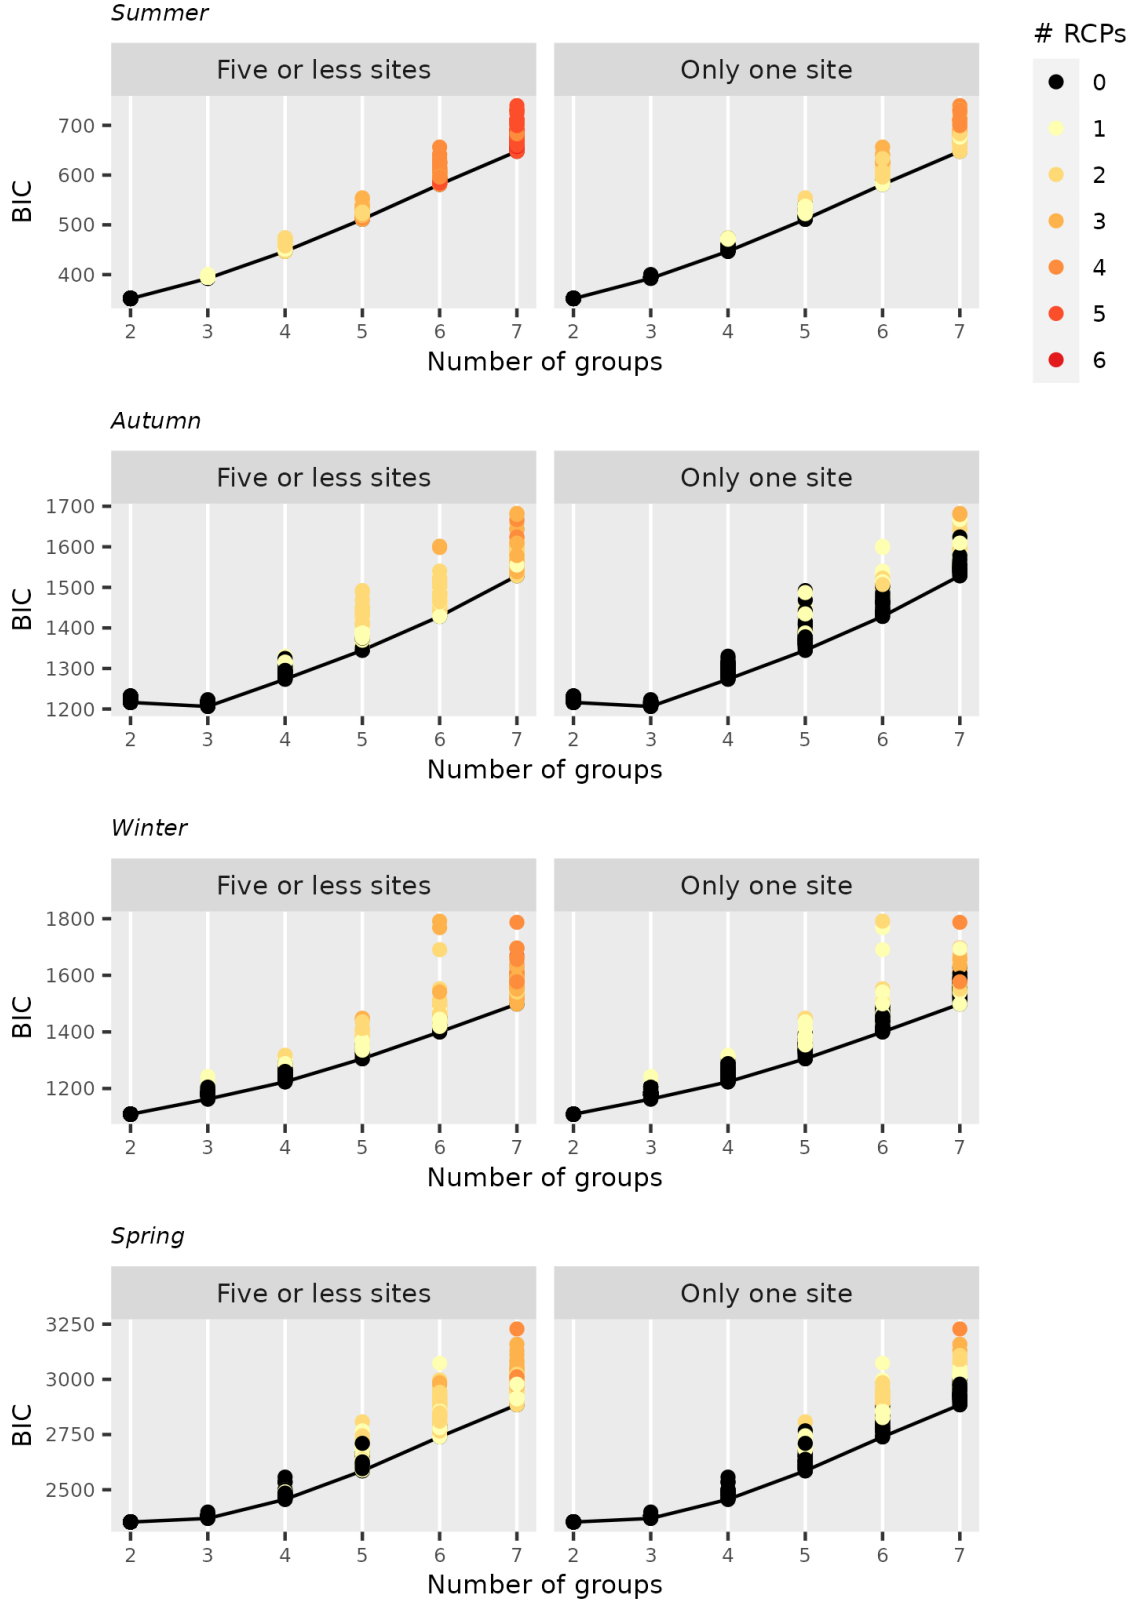 Summer
Five or less sites Only one site
700
600
500
400
BIC
2 3 4 5 6 7 2 3 4 5 6 7
Number of groups
# RCPs
0
1
2
3
4
5
6
Autumn
Five or less sites Only one site
1700
1600
1500
1400
1300
1200
BIC
2 3 4 5 6 7 2 3 4 5 6 7
Number of groups
Winter
Five or less sites Only one site
1800
1600
1400
1200
BIC
2 3 4 5 6 7 2 3 4 5 6 7
Number of groups
Spring
Five or less sites Only one site
3250
3000
2750
2500
BIC
2 3 4 5 6 7 2 3 4 5 6 7
Number of groups